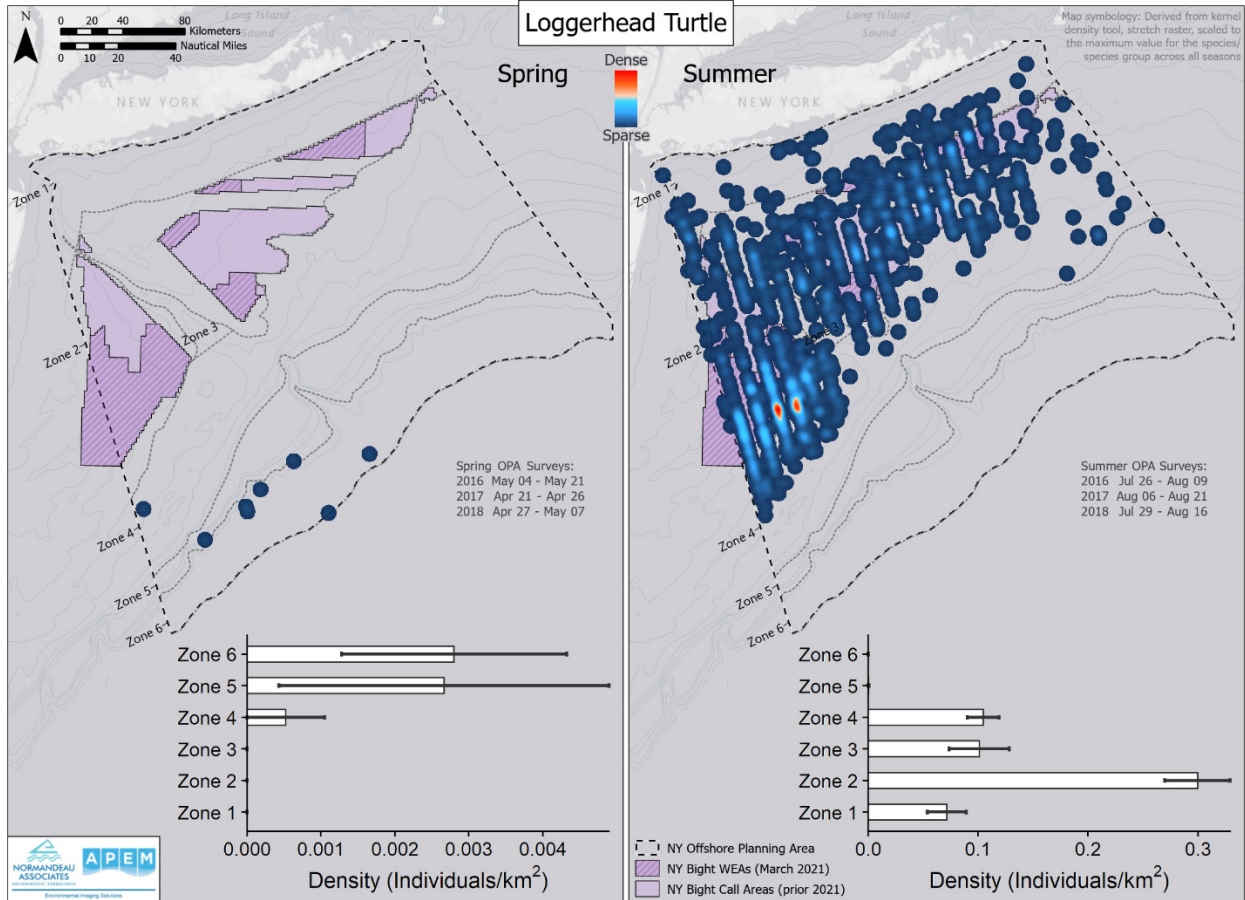 Loggerhead Turtle
0 20 40 80
Kilometers
Nautical Miles
0 10 20 40
N
Long Island
Sound
NEW YORK
Spring
Dense
Sparse
Zone 1
Zone 2
Zone 3
Zone 4
Zone 5
Zone 6
Spring OPA Surveys:
2016 May 04 - May 21
2017 Apr 21 - Apr 26
2018 Apr 27 - May 07
Zone 6
Zone 5
Zone 4
Zone 3
Zone 2
Zone 1
0.000 0.001 0.002 0.003 0.004
Density (Individuals/km²)
NORMANDEAU
ASSOCIATES
ENVIRONMENTAL CONSULTANTS
APEM
Environmental Imaging Solutions
Summer
Map symbology: Derived from kernel
density tool, stretch raster, scaled to
the maximum value for the species/
species group across all seasons
Long Island
Sound
NEW YORK
Zone 1
Zone 2
Zone 3
Zone 4
Zone 5
Zone 6
Summer OPA Surveys:
2016 Jul 26 - Aug 09
2017 Aug 06 - Aug 21
2018 Jul 29 - Aug 16
Zone 6
Zone 5
Zone 4
Zone 3
Zone 2
Zone 1
0.0 0.1 0.2 0.3
Density (Individuals/km²)
NY Offshore Planning Area
NY Bight WEAs (March 2021)
NY Bight Call Areas (prior 2021)